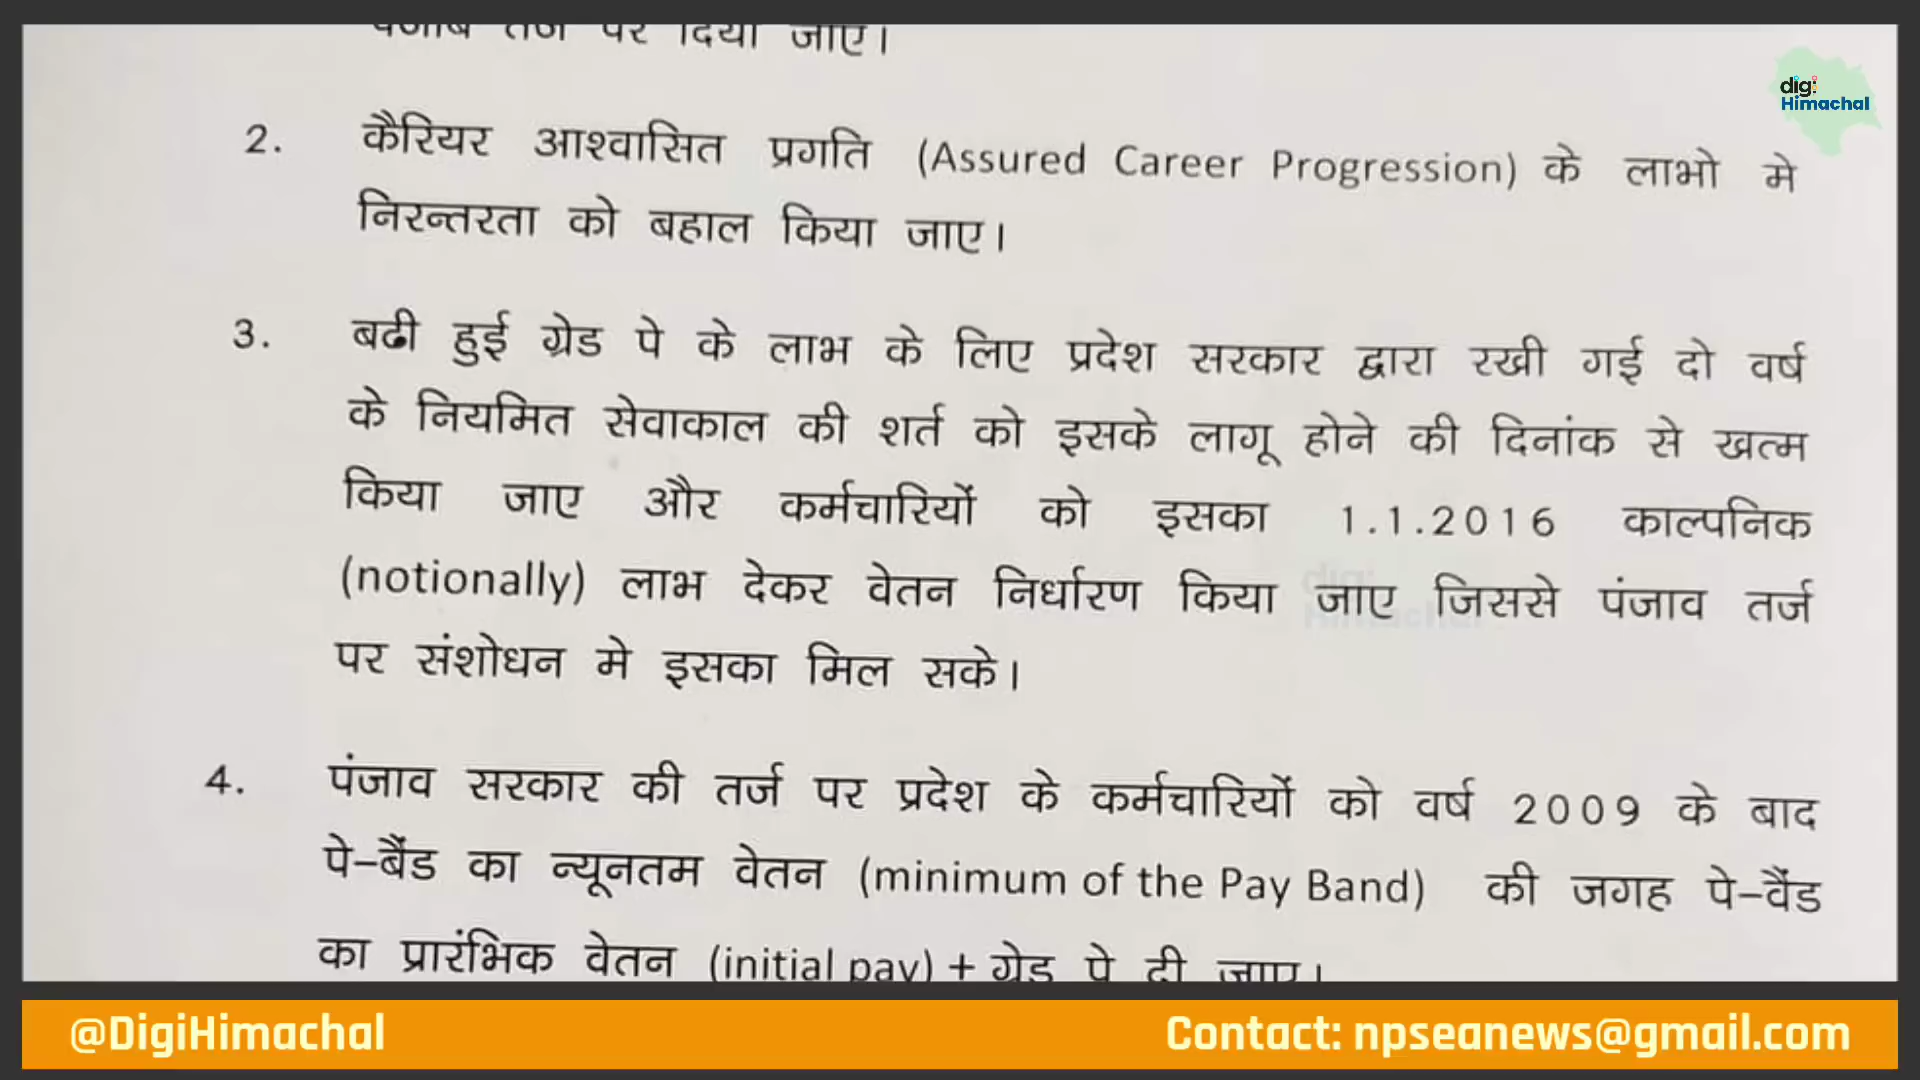 पंजाब तर्ज पर दिया जाए।
dig:
Himachal
2. कैरियर आश्वासित प्रगति (Assured Career Progression) के लाभो मे
निरन्तरता को बहाल किया जाए।
3. बढी हुई ग्रेड पे के लाभ के लिए प्रदेश सरकार द्वारा रखी गई दो वर्ष
के नियमित सेवाकाल की शर्त को इसके लागू होने की दिनांक से खत्म
किया जाए और कर्मचारियों को इसका 1.1.2016 काल्पनिक
(notionally) लाभ देकर वेतन निर्धारण किया जाए जिससे पंजाव तर्ज
पर संशोधन मे इसका मिल सके।
4. पंजाव सरकार की तर्ज पर प्रदेश के कर्मचारियों को वर्ष 2009 के बाद
पे-बैंड का न्यूनतम वेतन (minimum of the Pay Band) की जगह पे-वैंड
का प्रारंभिक वेतन (initial pay) + ग्रेड पे दी जाए।
@DigiHimachal
Contact: npseanews@gmail.com